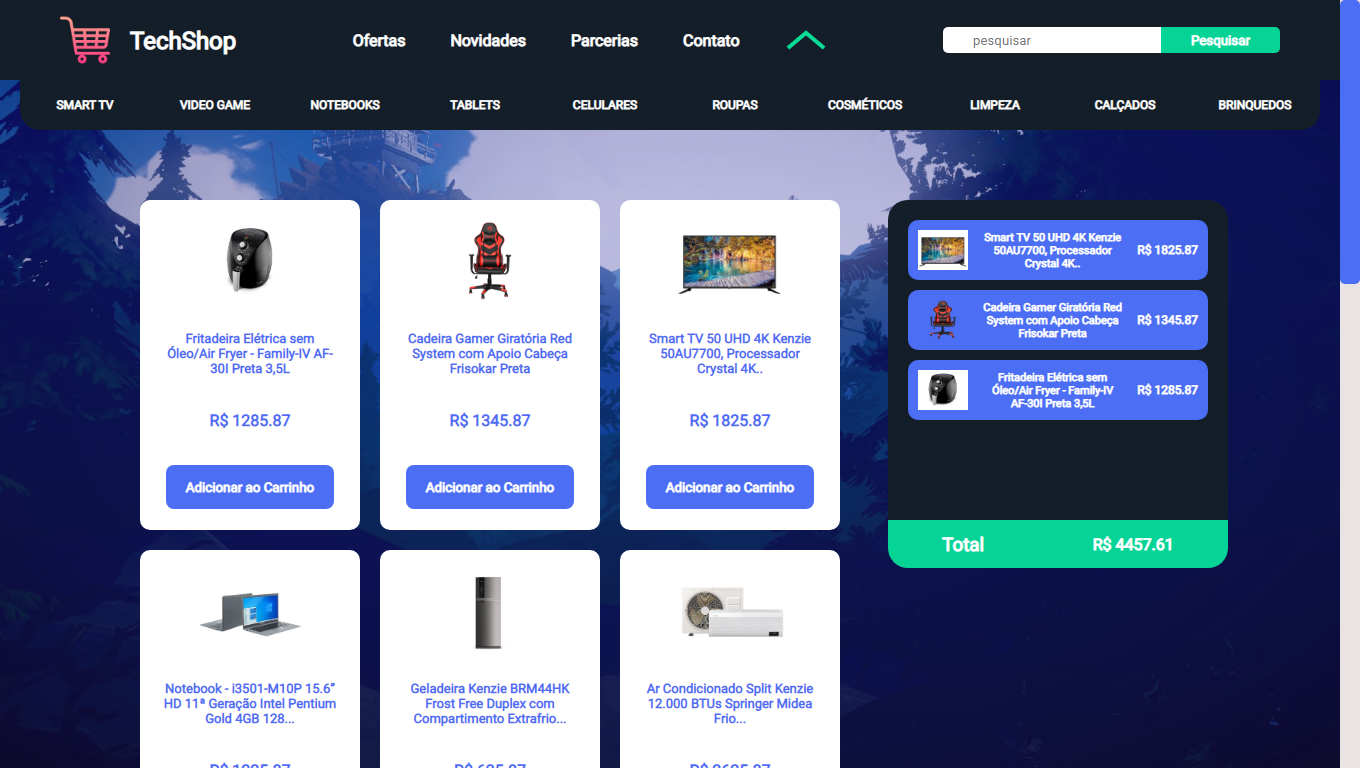 TechShop
Ofertas
Novidades
Parcerias
Contato
pesquisar
Pesquisar
SMART TV
VIDEO GAME
NOTEBOOKS
TABLETS
CELULARES
ROUPAS
COSMÉTICOS
LIMPEZA
CALÇADOS
BRINQUEDOS
Fritadeira Elétrica sem
Óleo/Air Fryer - Family-IV AF-
30I Preta 3,5L
R$ 1285.87
Adicionar ao Carrinho
Cadeira Gamer Giratória Red
System com Apoio Cabeça
Frisokar Preta
R$ 1345.87
Adicionar ao Carrinho
Smart TV 50 UHD 4K Kenzie
50AU7700, Processador
Crystal 4K..
R$ 1825.87
Adicionar ao Carrinho
Smart TV 50 UHD 4K Kenzie
50AU7700, Processador
Crystal 4K..
R$ 1825.87
Cadeira Gamer Giratória Red
System com Apoio Cabeça
Frisokar Preta
R$ 1345.87
Fritadeira Elétrica sem
Óleo/Air Fryer - Family-IV
AF-30I Preta 3,5L
R$ 1285.87
Total
R$ 4457.61
Notebook - i3501-M10P 15.6”
HD 11ª Geração Intel Pentium
Gold 4GB 128...
Geladeira Kenzie BRM44HK
Frost Free Duplex com
Compartimento Extrafrio...
Ar Condicionado Split Kenzie
12.000 BTUs Springer Midea
Frio...